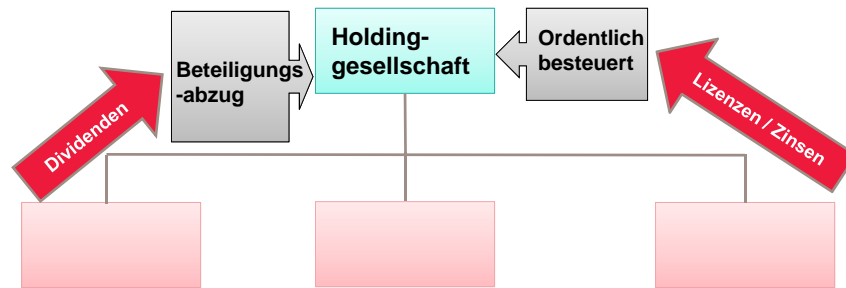 Holding-
gesellschaft
Beteiligungs
-abzug
Ordentlich
besteuert
Dividenden
Lizenzen / Zinsen